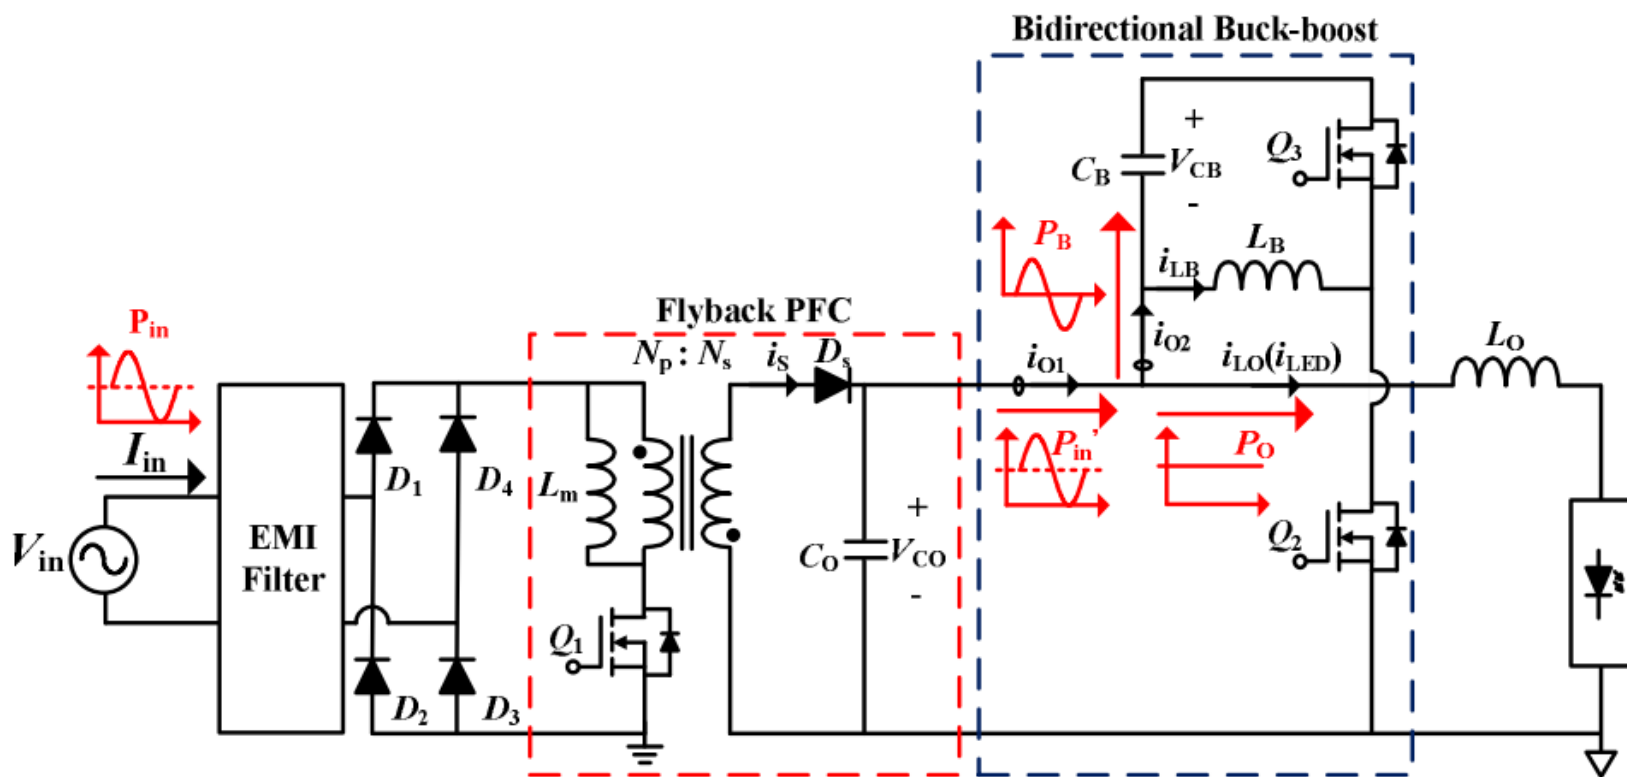 Bidirectional Buck-boost
+
Q3
CB
VCB
-
PB
LB
iLB
Flyback PFC
Pin
Np : Ns
iS
Ds
iO1
iO2
iLO(iLED)
LO
Iin
Pin'
PO
D1
D4
Lm
+
Vin
EMI
Filter
CO
VCO
-
Q2
Q1
D2
D3